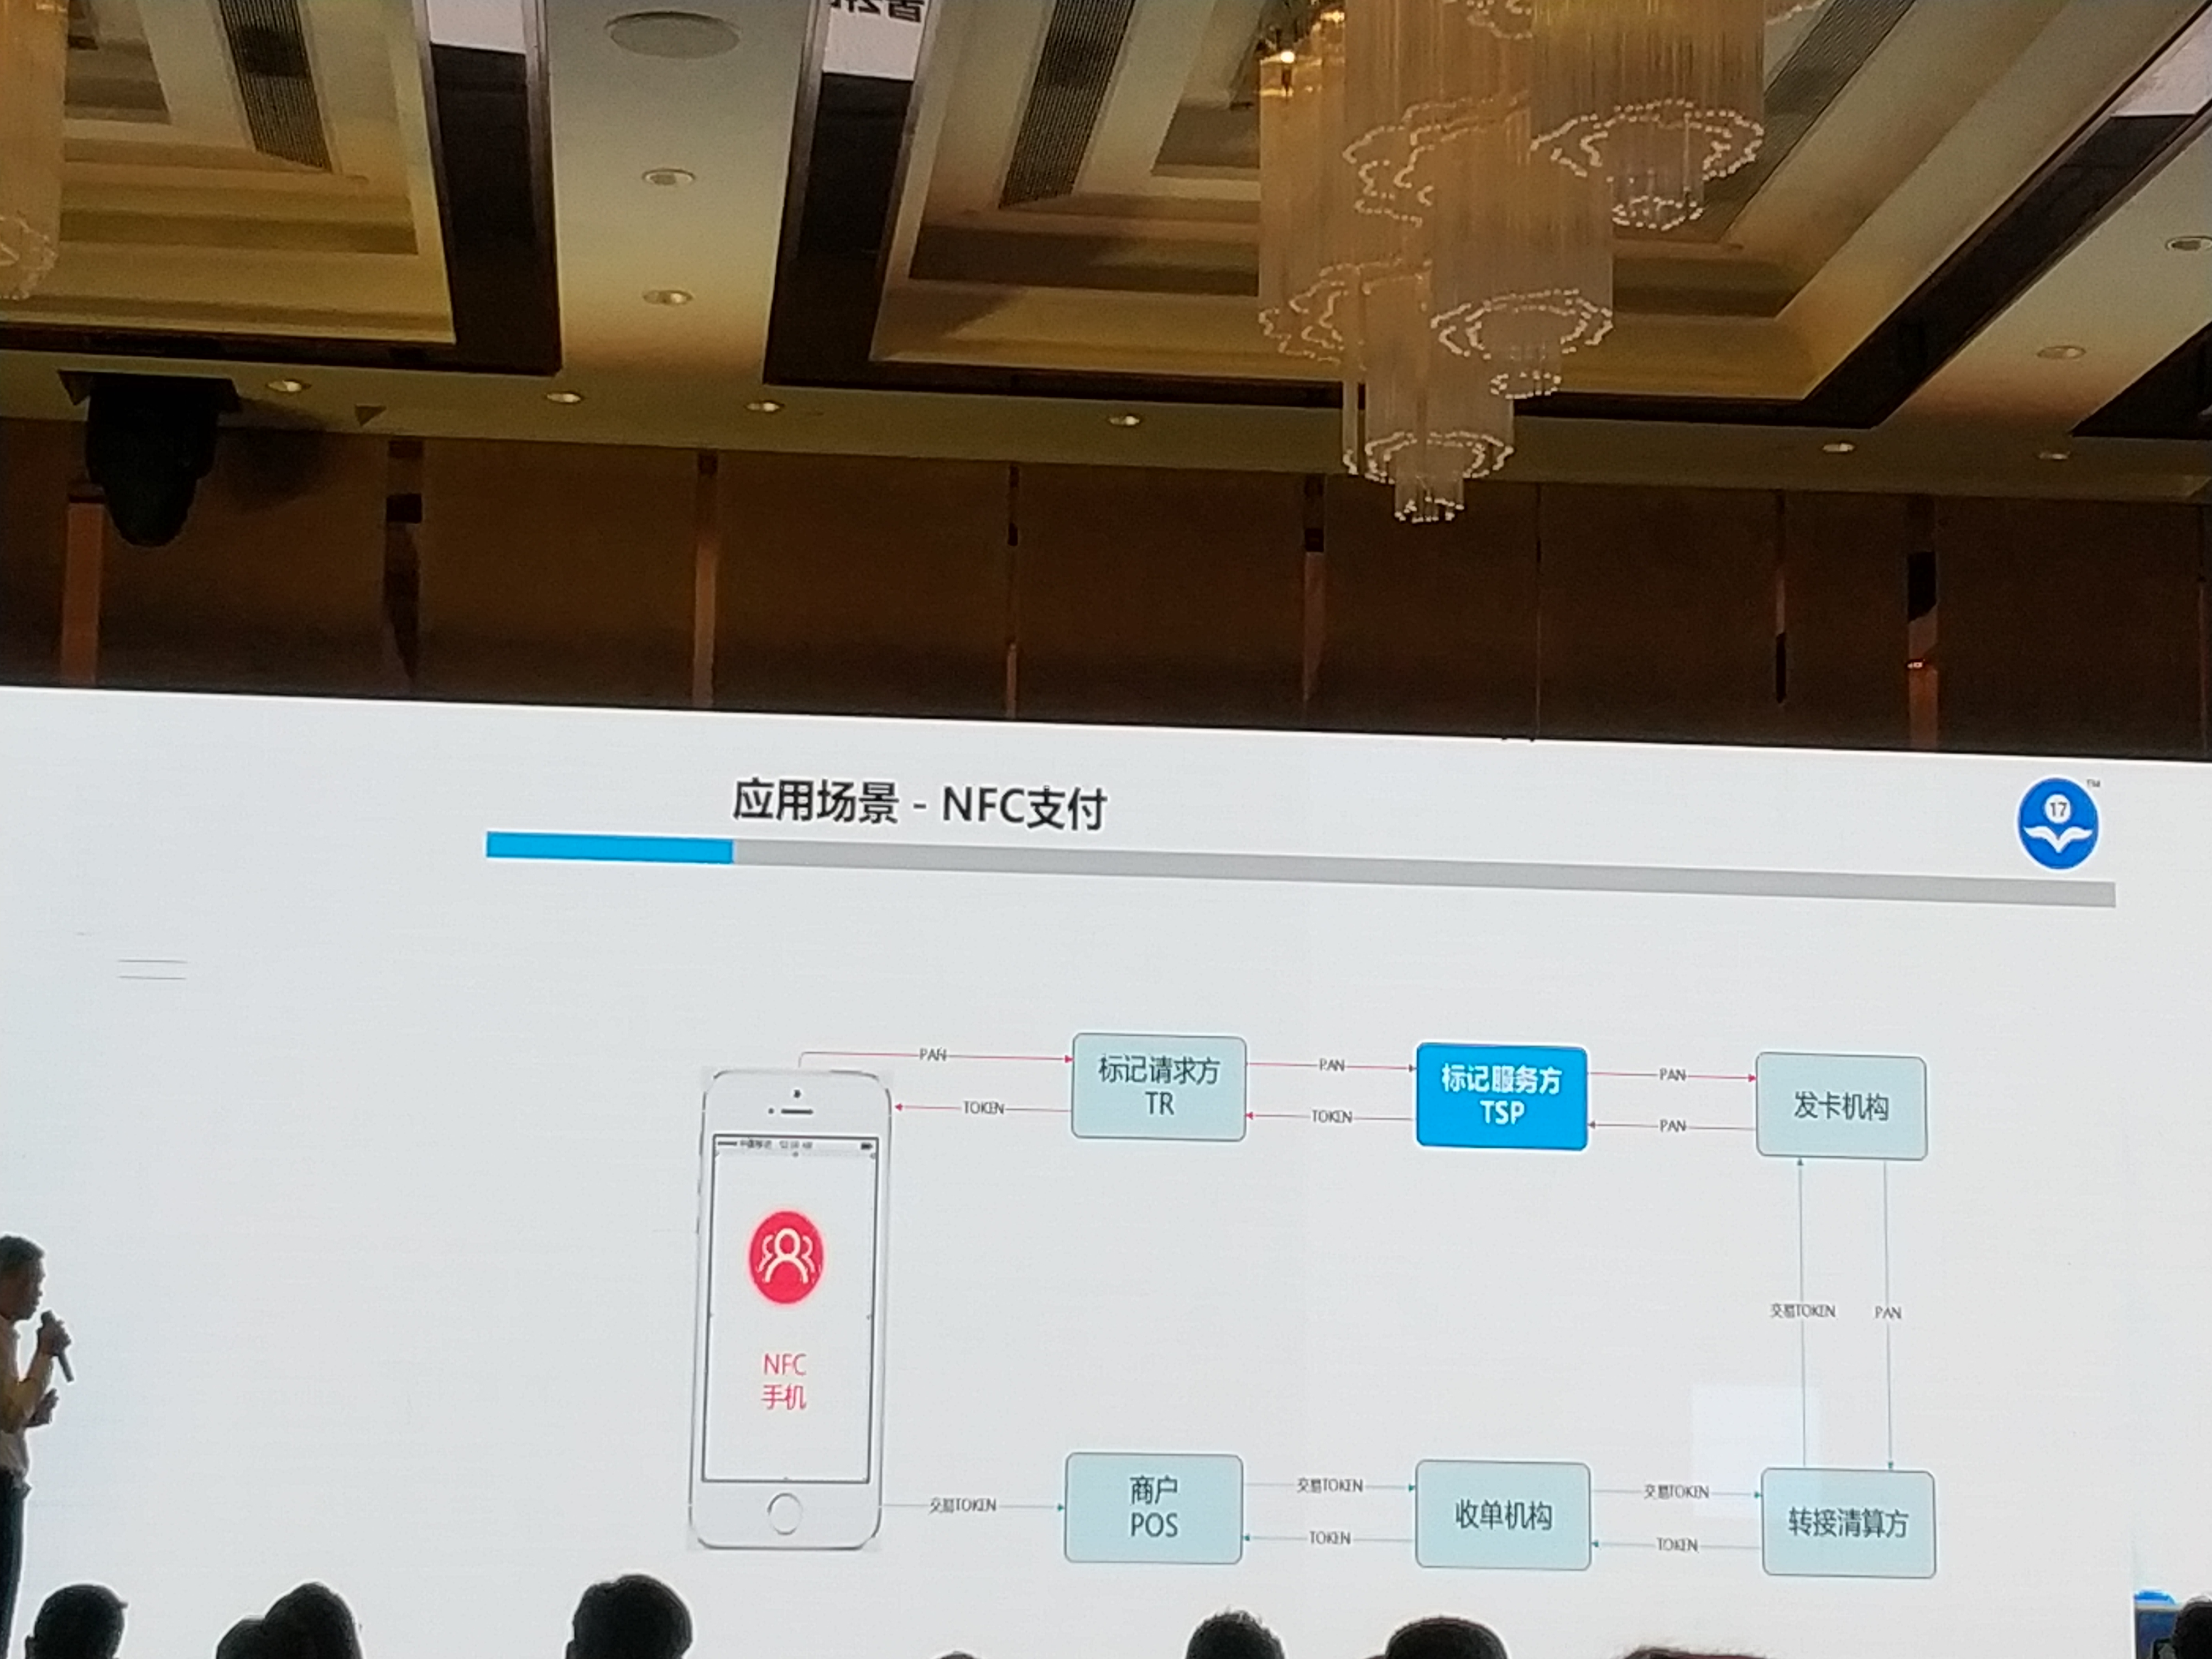 应用场景 - NFC支付
17
TM
PAN
标记请求方
TR
PAN
标记服务方
TSP
PAN
发卡机构
TOKEN
TOKEN
PAN
NFC
手机
交易TOKEN
PAN
交易TOKEN
商户
POS
交易TOKEN
收单机构
交易TOKEN
转接清算方
TOKEN
TOKEN